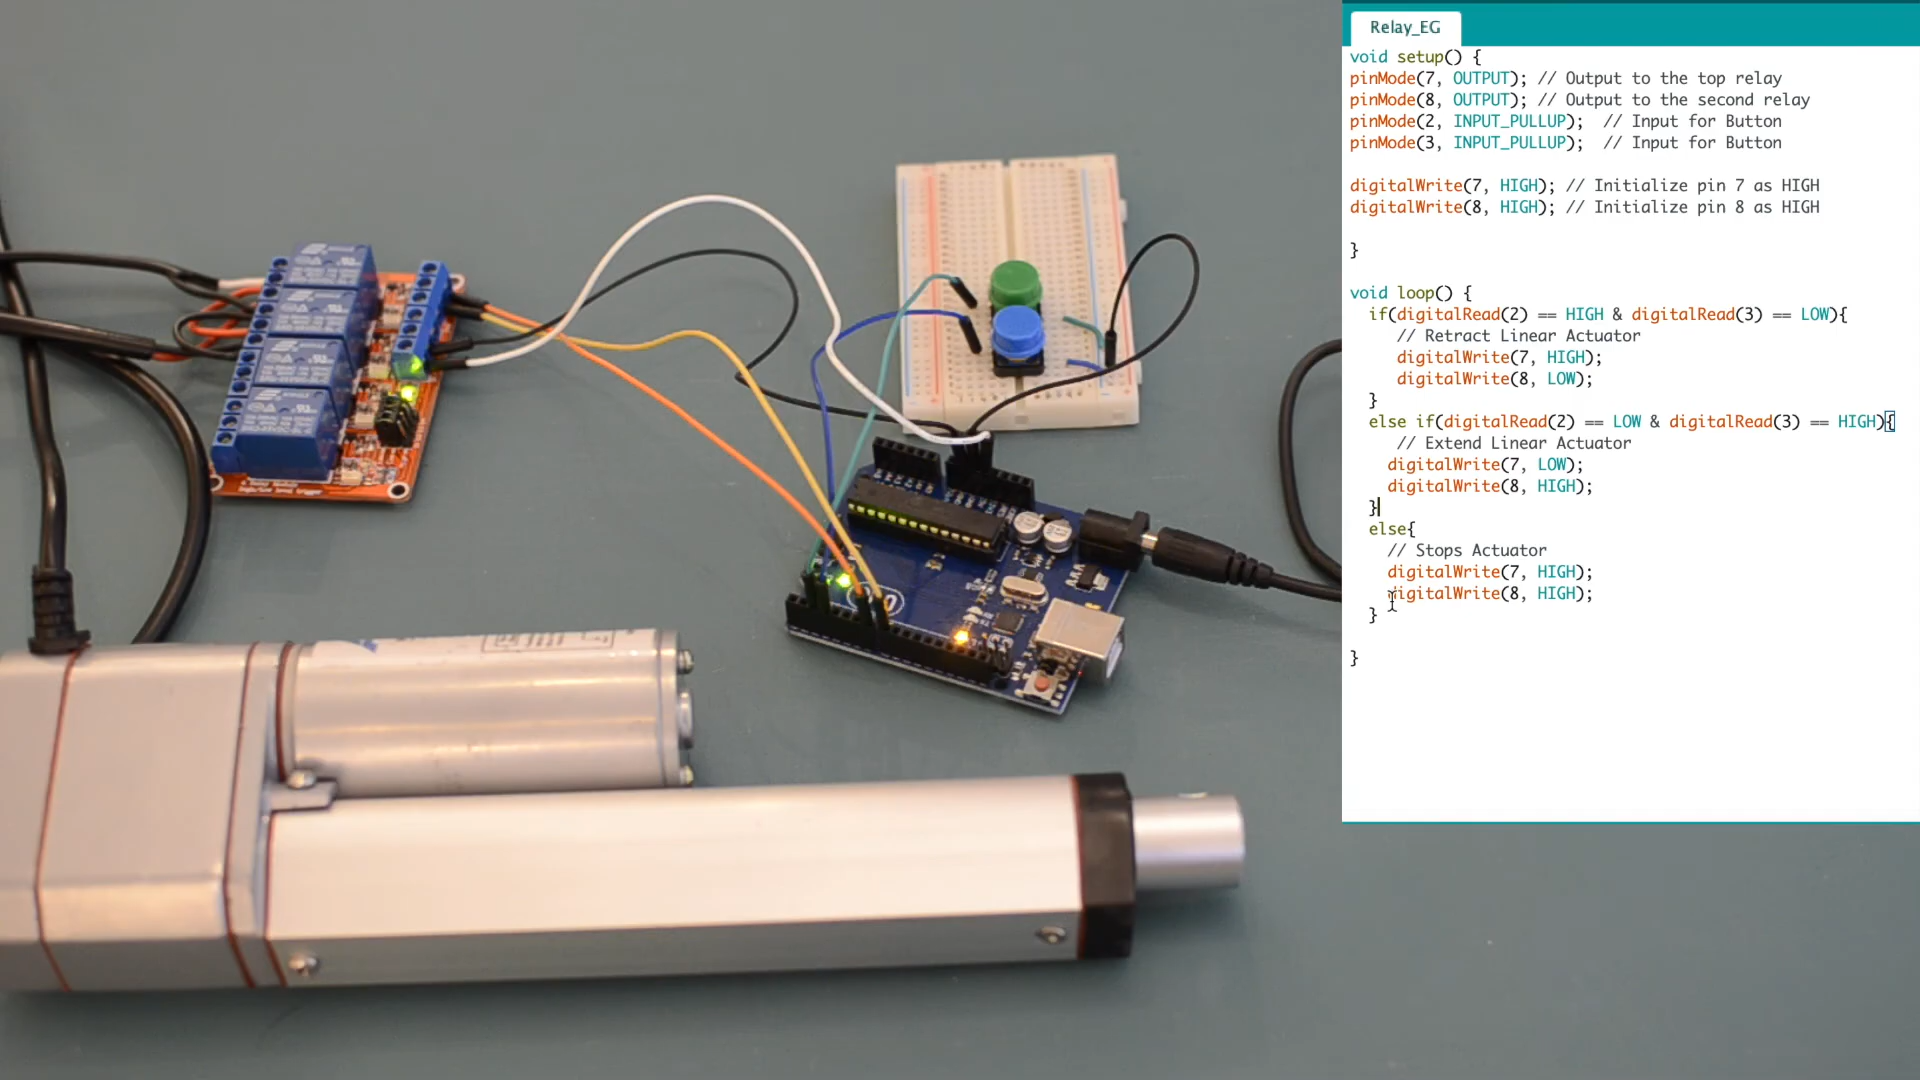 Relay_EG
void setup() {
pinMode(7, OUTPUT); // Output to the top relay
pinMode(8, OUTPUT); // Output to the second relay
pinMode(2, INPUT_PULLUP);  // Input for Button
pinMode(3, INPUT_PULLUP);  // Input for Button
digitalWrite(7, HIGH); // Initialize pin 7 as HIGH
digitalWrite(8, HIGH); // Initialize pin 8 as HIGH
}
void loop() {
if(digitalRead(2) == HIGH & digitalRead(3) == LOW){
// Retract Linear Actuator
digitalWrite(7, HIGH);
digitalWrite(8, LOW);
}
else if(digitalRead(2) == LOW & digitalRead(3) == HIGH){
// Extend Linear Actuator
digitalWrite(7, LOW);
digitalWrite(8, HIGH);
}
else{
// Stops Actuator
digitalWrite(7, HIGH);
digitalWrite(8, HIGH);
}
}